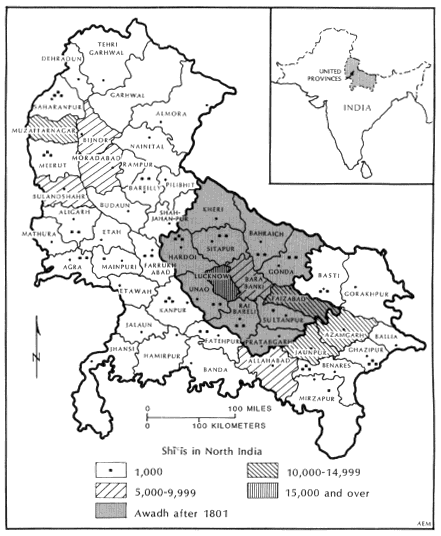 TEHRI
GARHWAL
DEHRADUN
GARHWAL
SAHARANPUR
ALMORA
MUZAFFARNAGAR
BIJNOR
NAINITAL
MEERUT
MORADABAD
RAMPUR
BAREILLY
PILIBHIT
BULANDSHAHR
BUDAUN
SHAH-
JAHAN-PUR
KHERI
ALIGARH
MATHURA
ETAH
SITAPUR
BAHRAICH
HARDOI
AGRA
MAINPURI
FARRUKH
ABAD
GONDA
BASTI
LUCKNOW
BARA
BANKI
GORAKHPUR
ETAWAH
UNAO
FAIZABAD
KANPUR
RAI
BARELI
SULTANPUR
AZAMGARH
BALLIA
JALAUN
FATEHPUR
PRATABGARH
JAUNPUR
GHAZIPUR
JHANSI
HAMIRPUR
ALLAHABAD
BENARES
BANDA
MIRZAPUR
UNITED
PROVINCES
INDIA
N
0 100 MILES
0 100 KILOMETERS
Shîʿîs in North India
1,000
10,000-14,999
5,000-9,999
15,000 and over
Awadh after 1801
AEM